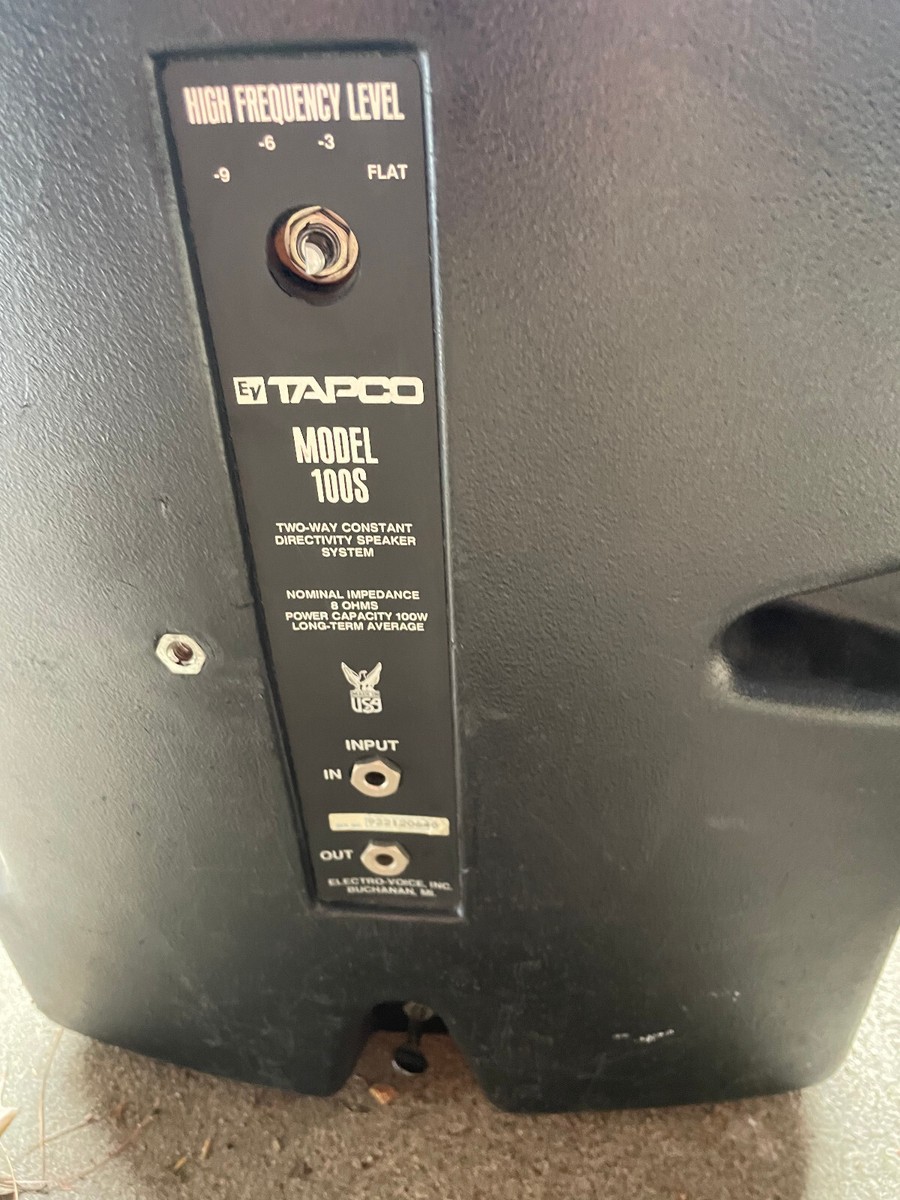 HIGH FREQUENCY LEVEL
-6 -3
-9 FLAT
EV TAPCO
MODEL
100S
TWO-WAY CONSTANT
DIRECTIVITY SPEAKER
SYSTEM
NOMINAL IMPEDANCE
8 OHMS
POWER CAPACITY 100W
LONG-TERM AVERAGE
USA
INPUT
IN
OUT
ELECTRO-VOICE, INC.
BUCHANAN, MI.